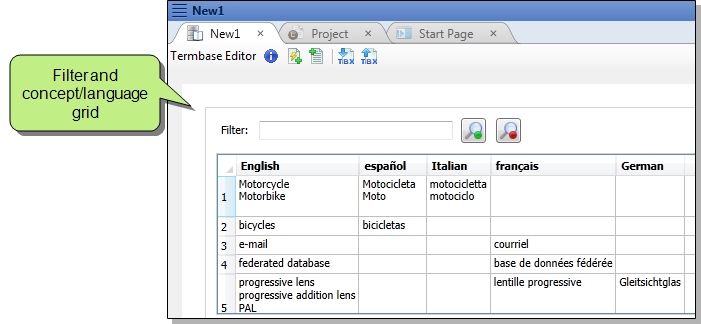 New1
New1 Project Start Page
Termbase Editor TBX TBX
Filterand
concept/language
grid
Filter:
English español Italian français German
1 Motorcycle Motocicleta motocicletta
Motorbike Moto motociclo
2 bicycles bicicletas
3 e-mail courriel
4 federated database base de données fédérée
progressive lens lentille progressive Gleitsichtglas
progressive addition lens
5 PAL